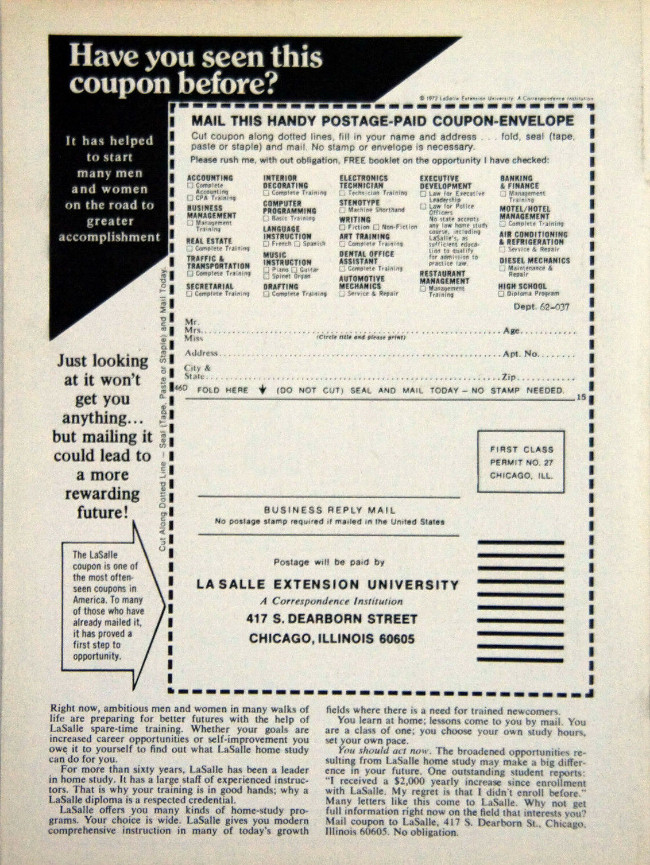 Have you seen this
coupon before?
It has helped
to start
many men
and women
on the road to
greater
accomplishment
Just looking
at it won't
get you
anything...
but mailing it
could lead to
a more
rewarding
future!
The LaSalle
coupon is one of
the most often-
seen coupons in
America. To many
of those who have
already mailed it,
it has proved a
first step to
opportunity.
© 1972 LaSalle Extension University A Correspondence Institution
Cut Along Dotted Line — Seal (Tape, Paste or Staple) and Mail Today.
MAIL THIS HANDY POSTAGE-PAID COUPON-ENVELOPE
Cut coupon along dotted lines, fill in your name and address . . . fold, seal (tape,
paste or staple) and mail. No stamp or envelope is necessary.
Please rush me, with out obligation, FREE booklet on the opportunity I have checked:
ACCOUNTING
□ Complete
Accounting
□ CPA Training
BUSINESS
MANAGEMENT
□ Management
Training
REAL ESTATE
□ Complete Training
TRAFFIC &
TRANSPORTATION
□ Complete Training
SECRETARIAL
□ Complete Training
INTERIOR
DECORATING
□ Complete Training
COMPUTER
PROGRAMMING
□ Basic Training
LANGUAGE
INSTRUCTION
□ French □ Spanish
MUSIC
INSTRUCTION
□ Piano □ Guitar
□ Spinet Organ
DRAFTING
□ Complete Training
ELECTRONICS
TECHNICIAN
□ Technician Training
STENOTYPE
□ Machine Shorthand
WRITING
□ Fiction □ Non-Fiction
ART TRAINING
□ Complete Training
DENTAL OFFICE
ASSISTANT
□ Complete Training
AUTOMOTIVE
MECHANICS
□ Service & Repair
EXECUTIVE
DEVELOPMENT
□ Law for Executive
Leadership
□ Law for Police
Officers
No state accepts
any law home study
course, including
LaSalle's, as
sufficient educa-
tion to qualify
for admission to
practice law.
RESTAURANT
MANAGEMENT
□ Management
Training
BANKING
& FINANCE
□ Management
Training
MOTEL/HOTEL
MANAGEMENT
□ Complete Training
AIR CONDITIONING
& REFRIGERATION
□ Service & Repair
DIESEL MECHANICS
□ Maintenance &
Repair
HIGH SCHOOL
□ Diploma Program
Dept. 62-037
Mr.
Mrs. Age
Miss (Circle title and please print)
Address Apt. No.
City &
State Zip
460 FOLD HERE ↓ (DO NOT CUT) SEAL AND MAIL TODAY – NO STAMP NEEDED. 15
FIRST CLASS
PERMIT NO. 27
CHICAGO, ILL.
BUSINESS REPLY MAIL
No postage stamp required if mailed in the United States
Postage will be paid by
LA SALLE EXTENSION UNIVERSITY
A Correspondence Institution
417 S. DEARBORN STREET
CHICAGO, ILLINOIS 60605
Right now, ambitious men and women in many walks of
life are preparing for better futures with the help of
LaSalle spare-time training. Whether your goals are
increased career opportunities or self-improvement you
owe it to yourself to find out what LaSalle home study
can do for you.
For more than sixty years, LaSalle has been a leader
in home study. It has a large staff of experienced instruc-
tors. That is why your training is in good hands; why a
LaSalle diploma is a respected credential.
LaSalle offers you many kinds of home-study pro-
grams. Your choice is wide. LaSalle gives you modern
comprehensive instruction in many of today's growth
fields where there is a need for trained newcomers.
You learn at home; lessons come to you by mail. You
are a class of one; you choose your own study hours,
set your own pace.
You should act now. The broadened opportunities re-
sulting from LaSalle home study may make a big differ-
ence in your future. One outstanding student reports:
"I received a $2,000 yearly increase since enrollment
with LaSalle. My regret is that I didn't enroll before."
Many letters like this come to LaSalle. Why not get
full information right now on the field that interests you?
Mail coupon to LaSalle, 417 S. Dearborn St., Chicago,
Illinois 60605. No obligation.